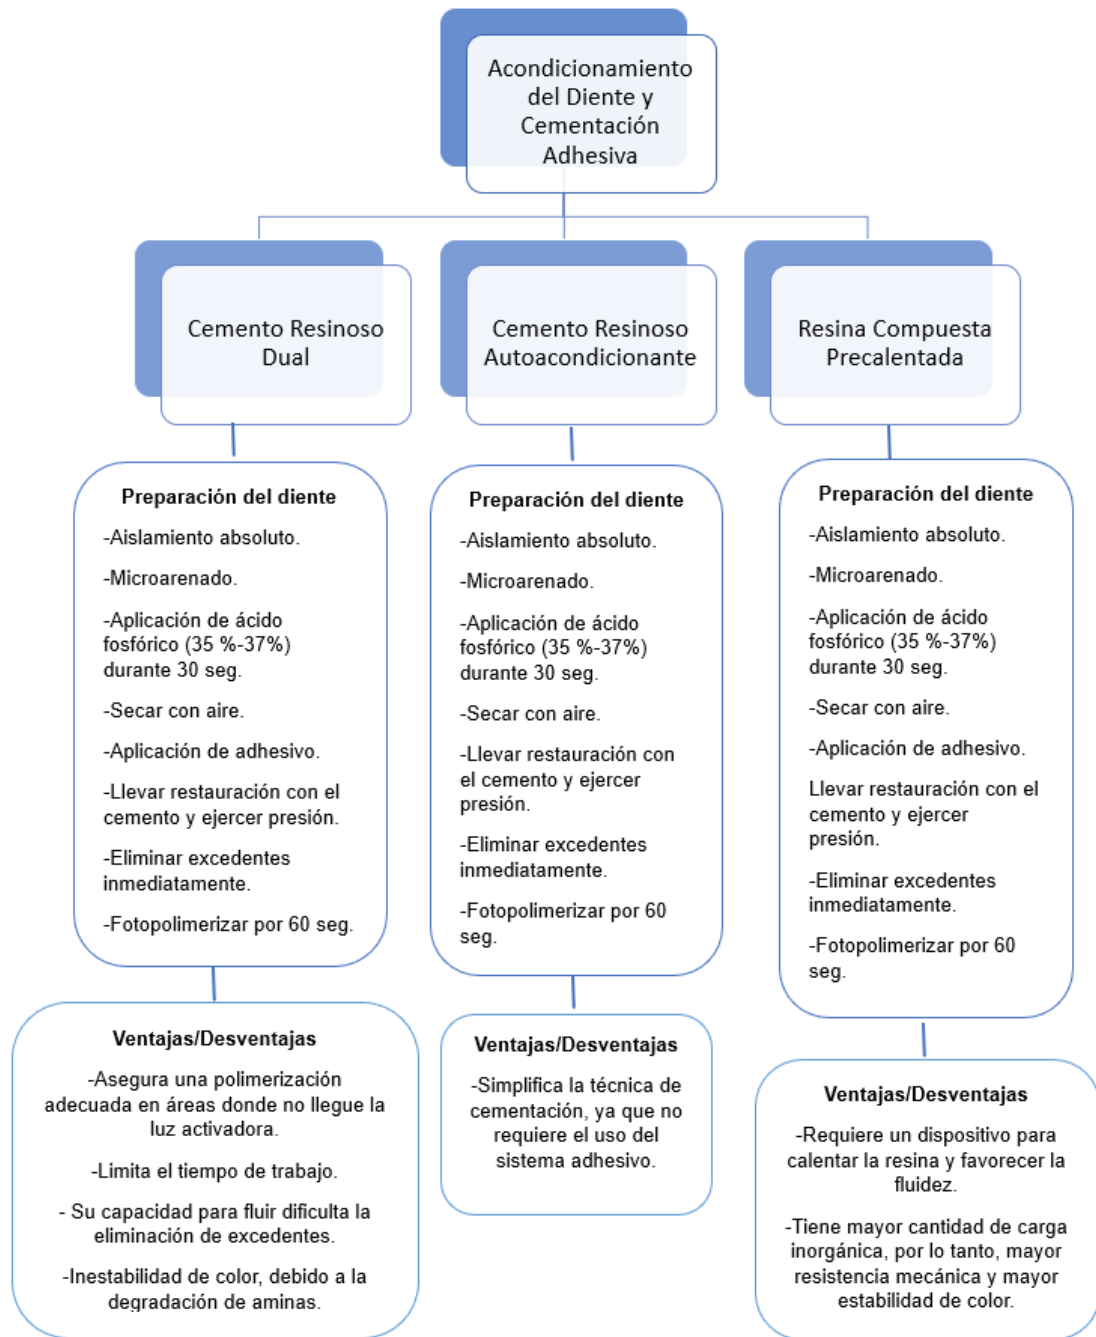 Acondicionamiento
del Diente y
Cementación
Adhesiva
Cemento Resinoso
Dual
Cemento Resinoso
Autoacondicionante
Resina Compuesta
Precalentada
Preparación del diente
-Aislamiento absoluto.
-Microarenado.
-Aplicación de ácido
fosfórico (35 %-37%)
durante 30 seg.
-Secar con aire.
-Aplicación de adhesivo.
-Llevar restauración con el
cemento y ejercer presión.
-Eliminar excedentes
inmediatamente.
-Fotopolimerizar por 60 seg.
Preparación del diente
-Aislamiento absoluto.
-Microarenado.
-Aplicación de ácido
fosfórico (35 %-37%)
durante 30 seg.
-Secar con aire.
-Llevar restauración con
el cemento y ejercer
presión.
-Eliminar excedentes
inmediatamente.
-Fotopolimerizar por 60
seg.
Preparación del diente
-Aislamiento absoluto.
-Microarenado.
-Aplicación de ácido
fosfórico (35 %-37%)
durante 30 seg.
-Secar con aire.
-Aplicación de adhesivo.
Llevar restauración con el
cemento y ejercer
presión.
-Eliminar excedentes
inmediatamente.
-Fotopolimerizar por 60
seg.
Ventajas/Desventajas
-Asegura una polimerización
adecuada en áreas donde no llegue la
luz activadora.
-Limita el tiempo de trabajo.
- Su capacidad para fluir dificulta la
eliminación de excedentes.
-Inestabilidad de color, debido a la
degradación de aminas.
Ventajas/Desventajas
-Simplifica la técnica de
cementación, ya que no
requiere el uso del
sistema adhesivo.
Ventajas/Desventajas
-Requiere un dispositivo para
calentar la resina y favorecer la
fluidez.
-Tiene mayor cantidad de carga
inorgánica, por lo tanto, mayor
resistencia mecánica y mayor
estabilidad de color.